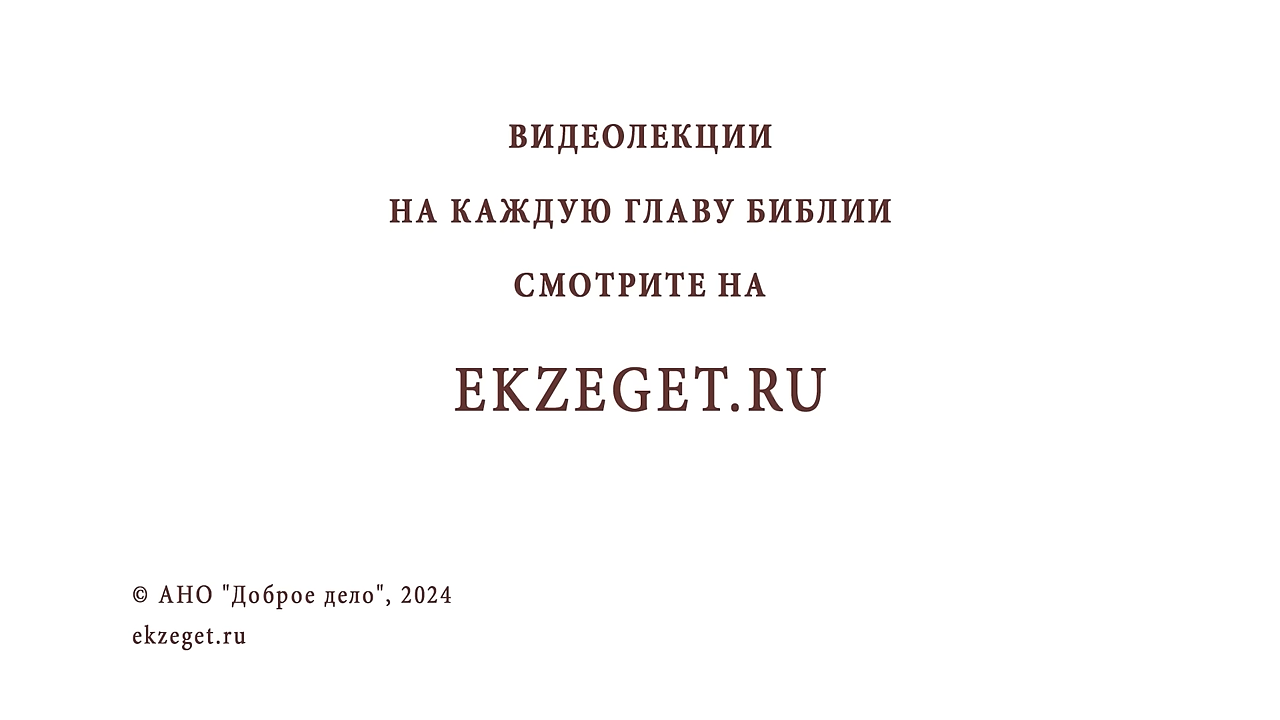 ВИДЕОЛЕКЦИИ
НА КАЖДУЮ ГЛАВУ БИБЛИИ
СМОТРИТЕ НА
EKZEGET.RU
© АНО "Доброе дело", 2024
ekzeget.ru